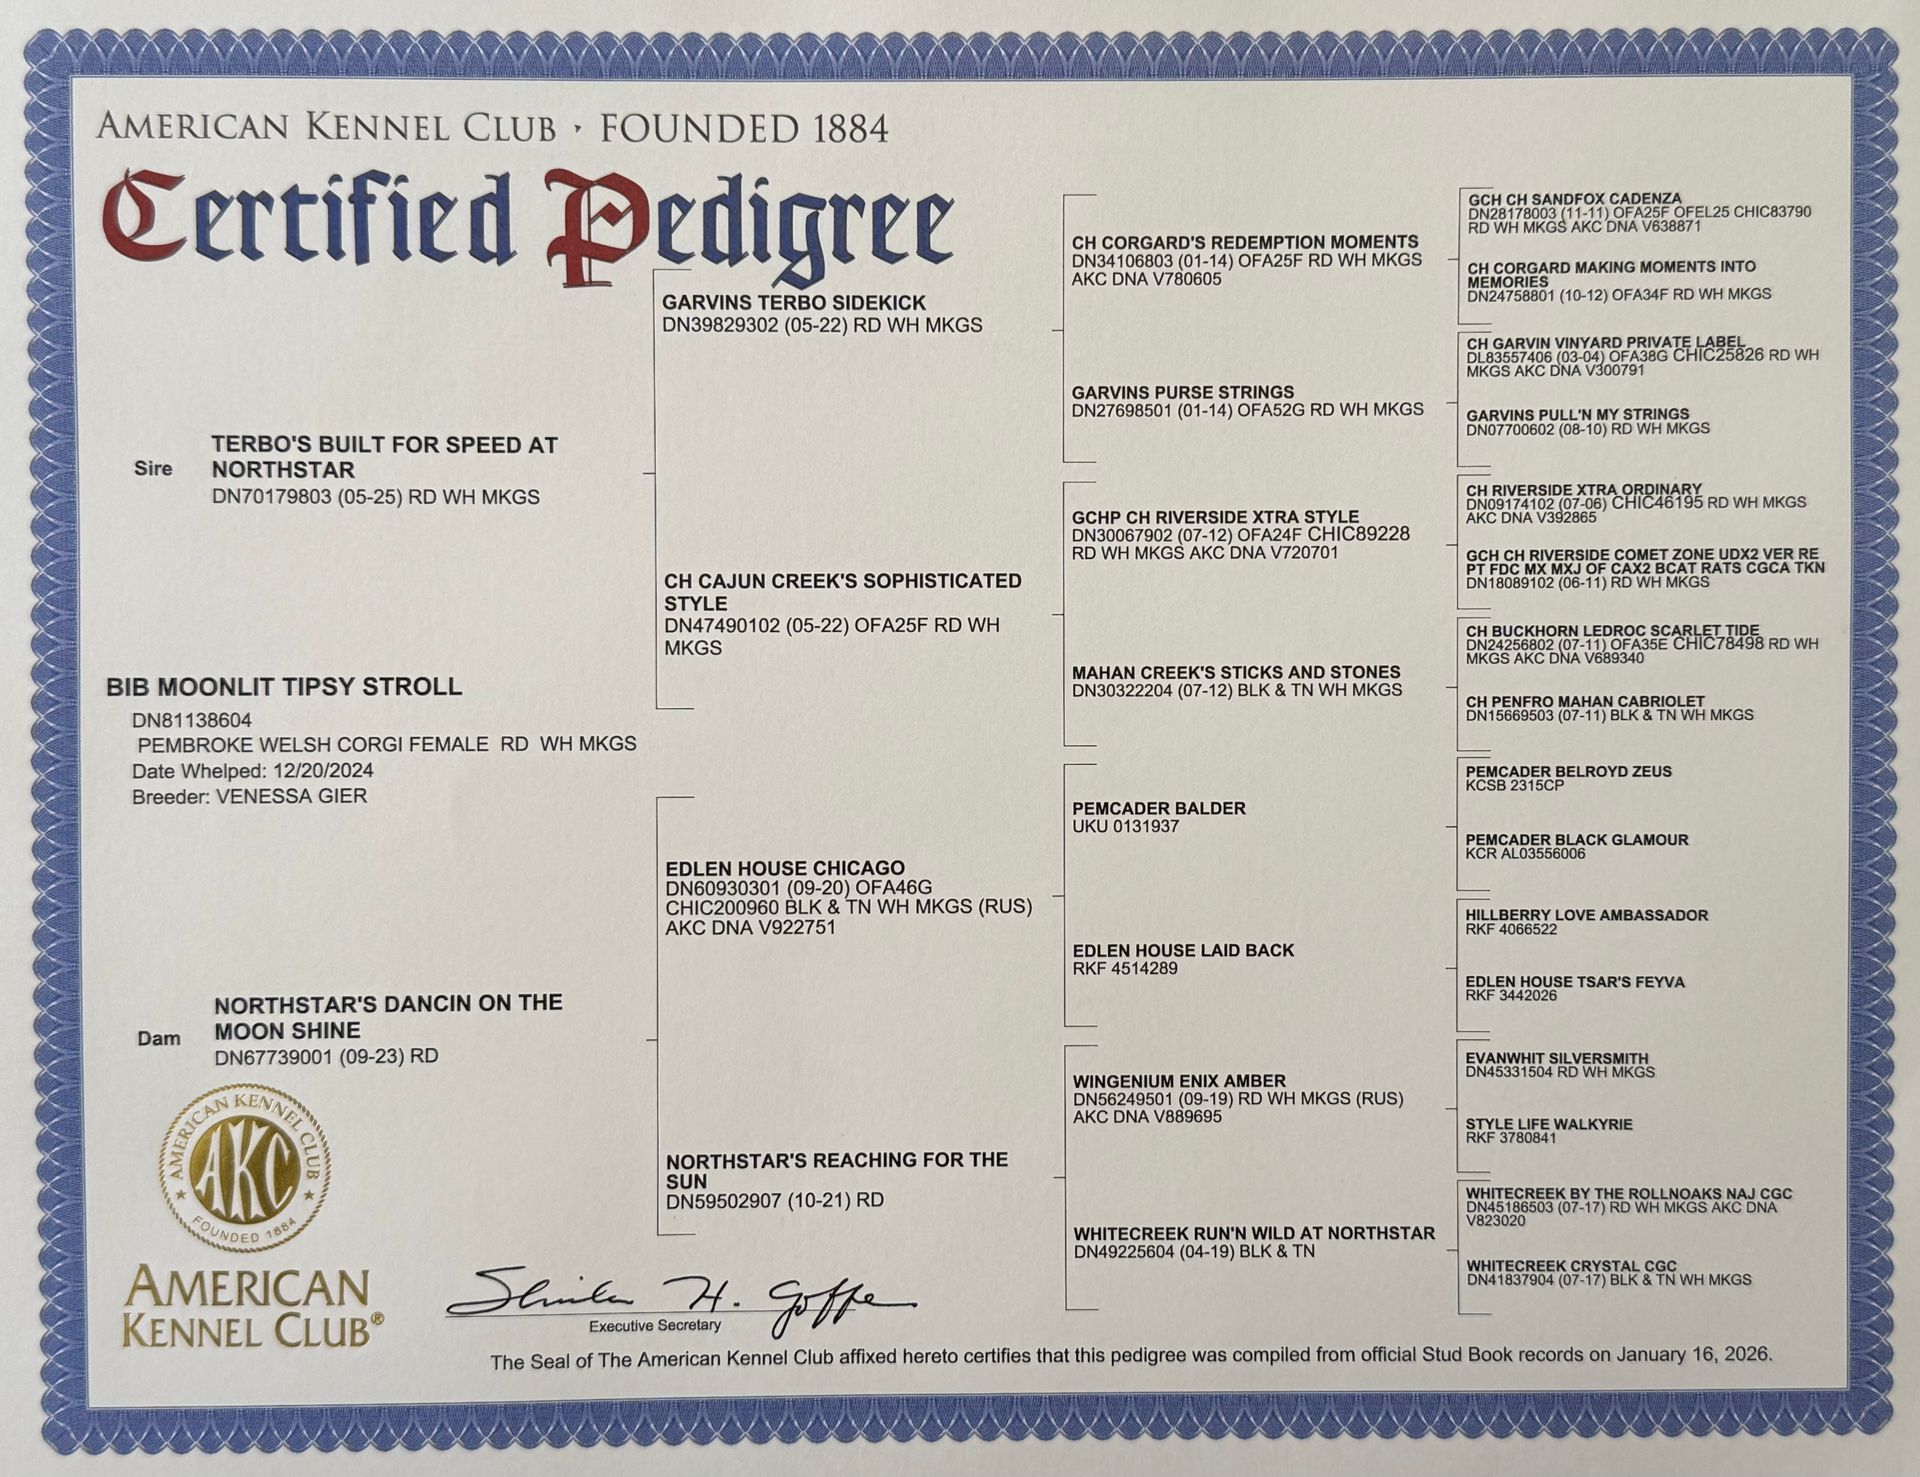 AMERICAN KENNEL CLUB · FOUNDED 1884
Certified Pedigree
BIB MOONLIT TIPSY STROLL
DN81138604
PEMBROKE WELSH CORGI FEMALE RD WH MKGS
Date Whelped: 12/20/2024
Breeder: VENESSA GIER
Sire
TERBO'S BUILT FOR SPEED AT
NORTHSTAR
DN70179803 (05-25) RD WH MKGS
Dam
NORTHSTAR'S DANCIN ON THE
MOON SHINE
DN67739001 (09-23) RD
GARVINS TERBO SIDEKICK
DN39829302 (05-22) RD WH MKGS
CH CAJUN CREEK'S SOPHISTICATED
STYLE
DN47490102 (05-22) OFA25F RD WH
MKGS
EDLEN HOUSE CHICAGO
DN60930301 (09-20) OFA46G
CHIC200960 BLK & TN WH MKGS (RUS)
AKC DNA V922751
NORTHSTAR'S REACHING FOR THE
SUN
DN59502907 (10-21) RD
CH CORGARD'S REDEMPTION MOMENTS
DN34106803 (01-14) OFA25F RD WH MKGS
AKC DNA V780605
GARVINS PURSE STRINGS
DN27698501 (01-14) OFA52G RD WH MKGS
GCHP CH RIVERSIDE XTRA STYLE
DN30067902 (07-12) OFA24F CHIC89228
RD WH MKGS AKC DNA V720701
MAHAN CREEK'S STICKS AND STONES
DN30322204 (07-12) BLK & TN WH MKGS
PEMCADER BALDER
UKU 0131937
EDLEN HOUSE LAID BACK
RKF 4514289
WINGENIUM ENIX AMBER
DN56249501 (09-19) RD WH MKGS (RUS)
AKC DNA V889695
WHITECREEK RUN'N WILD AT NORTHSTAR
DN49225604 (04-19) BLK & TN
GCH CH SANDFOX CADENZA
DN28178003 (11-11) OFA25F OFEL25 CHIC83790
RD WH MKGS AKC DNA V638871
CH CORGARD MAKING MOMENTS INTO
MEMORIES
DN24758801 (10-12) OFA34F RD WH MKGS
CH GARVIN VINYARD PRIVATE LABEL
DL83557406 (03-04) OFA38G CHIC25826 RD WH
MKGS AKC DNA V300791
GARVINS PULL'N MY STRINGS
DN07700602 (08-10) RD WH MKGS
CH RIVERSIDE XTRA ORDINARY
DN09174102 (07-06) CHIC46195 RD WH MKGS
AKC DNA V392865
GCH CH RIVERSIDE COMET ZONE UDX2 VER RE
PT FDC MX MXJ OF CAX2 BCAT RATS CGCA TKN
DN18089102 (06-11) RD WH MKGS
CH BUCKHORN LEDROC SCARLET TIDE
DN24256802 (07-11) OFA35E CHIC78498 RD WH
MKGS AKC DNA V689340
CH PENFRO MAHAN CABRIOLET
DN15669503 (07-11) BLK & TN WH MKGS
PEMCADER BELROYD ZEUS
KCSB 2315CP
PEMCADER BLACK GLAMOUR
KCR AL03556006
HILLBERRY LOVE AMBASSADOR
RKF 4066522
EDLEN HOUSE TSAR'S FEYVA
RKF 3442026
EVANWHIT SILVERSMITH
DN45331504 RD WH MKGS
STYLE LIFE WALKYRIE
RKF 3780841
WHITECREEK BY THE ROLLNOAKS NAJ CGC
DN45186503 (07-17) RD WH MKGS AKC DNA
V823020
WHITECREEK CRYSTAL CGC
DN41837904 (07-17) BLK & TN WH MKGS
AMERICAN KENNEL CLUB
AKC
FOUNDED 1884
AMERICAN
KENNEL CLUB®
H. Goffe
Executive Secretary
The Seal of The American Kennel Club affixed hereto certifies that this pedigree was compiled from official Stud Book records on January 16, 2026.